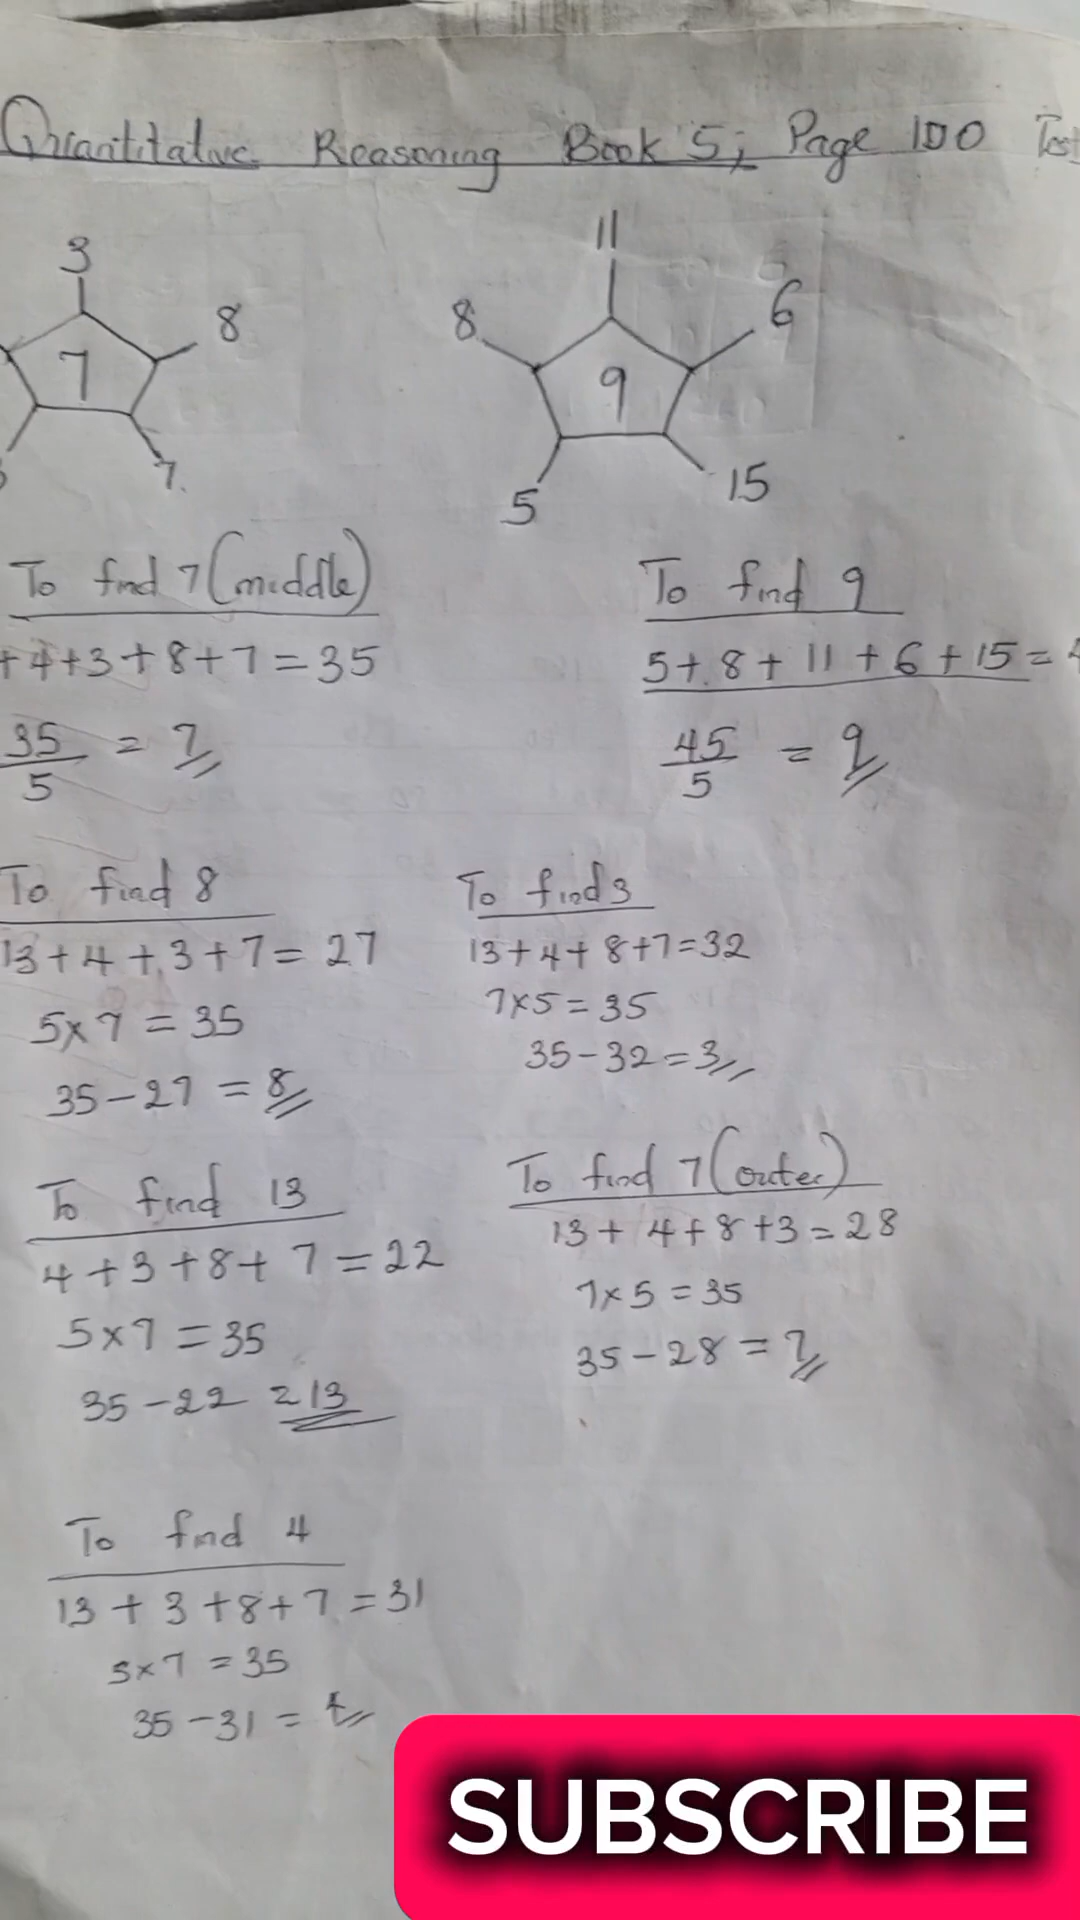 Quantitative Reasoning Book 5; Page 100 Test
3
8
7
7.
11
8
6
9
5
15
To find 7 (middle)
+4+3+8+7=35
35/5 = 7
To find 9
5+8+11+6+15=
45/5 = 9
To find 8
13+4+3+7=27
5x7=35
35-27=8
To find 3
13+4+8+7=32
7x5=35
35-32=3
To find 13
4+3+8+7=22
5x7=35
35-22=13
To find 7 (outer)
13+4+8+3=28
7x5=35
35-28=7
To find 4
13+3+8+7=31
5x7=35
35-31=4
SUBSCRIBE